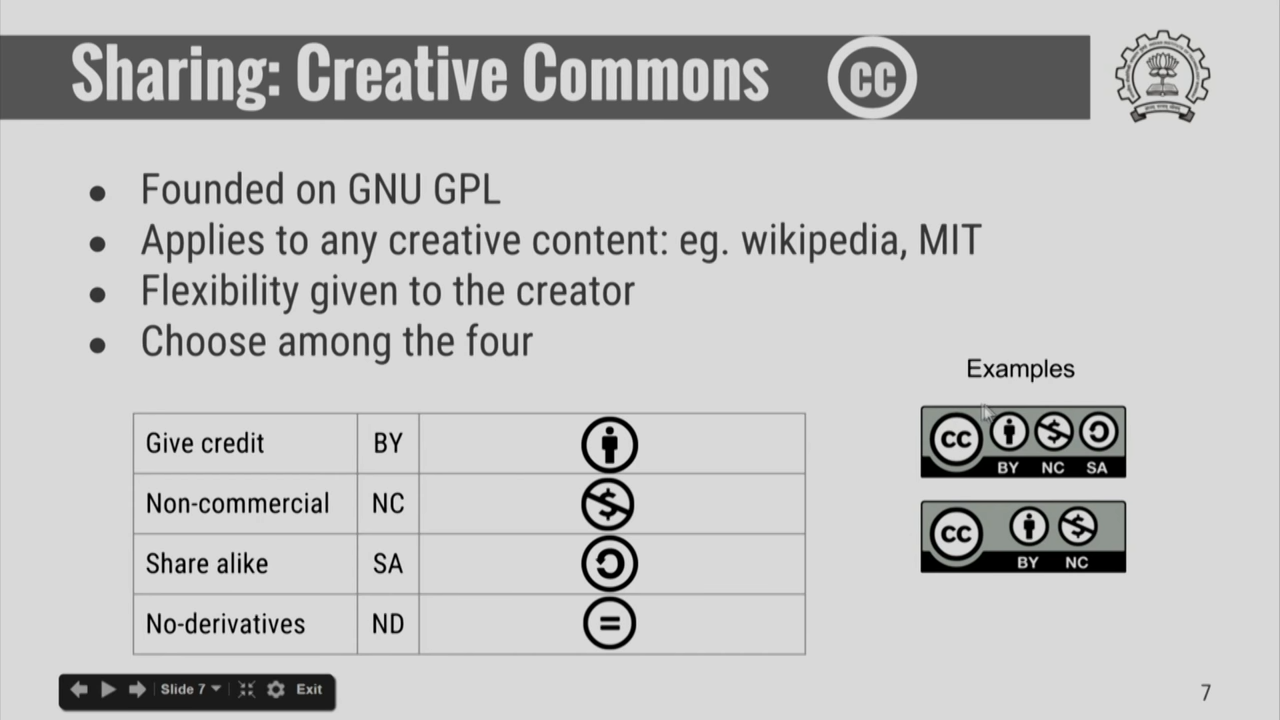 Sharing: Creative Commons
cc
Founded on GNU GPL
Applies to any creative content: eg. wikipedia, MIT
Flexibility given to the creator
Choose among the four
Examples
cc
BY NC SA
cc
BY NC
Give credit BY
Non-commercial NC $
Share alike SA
No-derivatives ND =
Slide 7 Exit
7